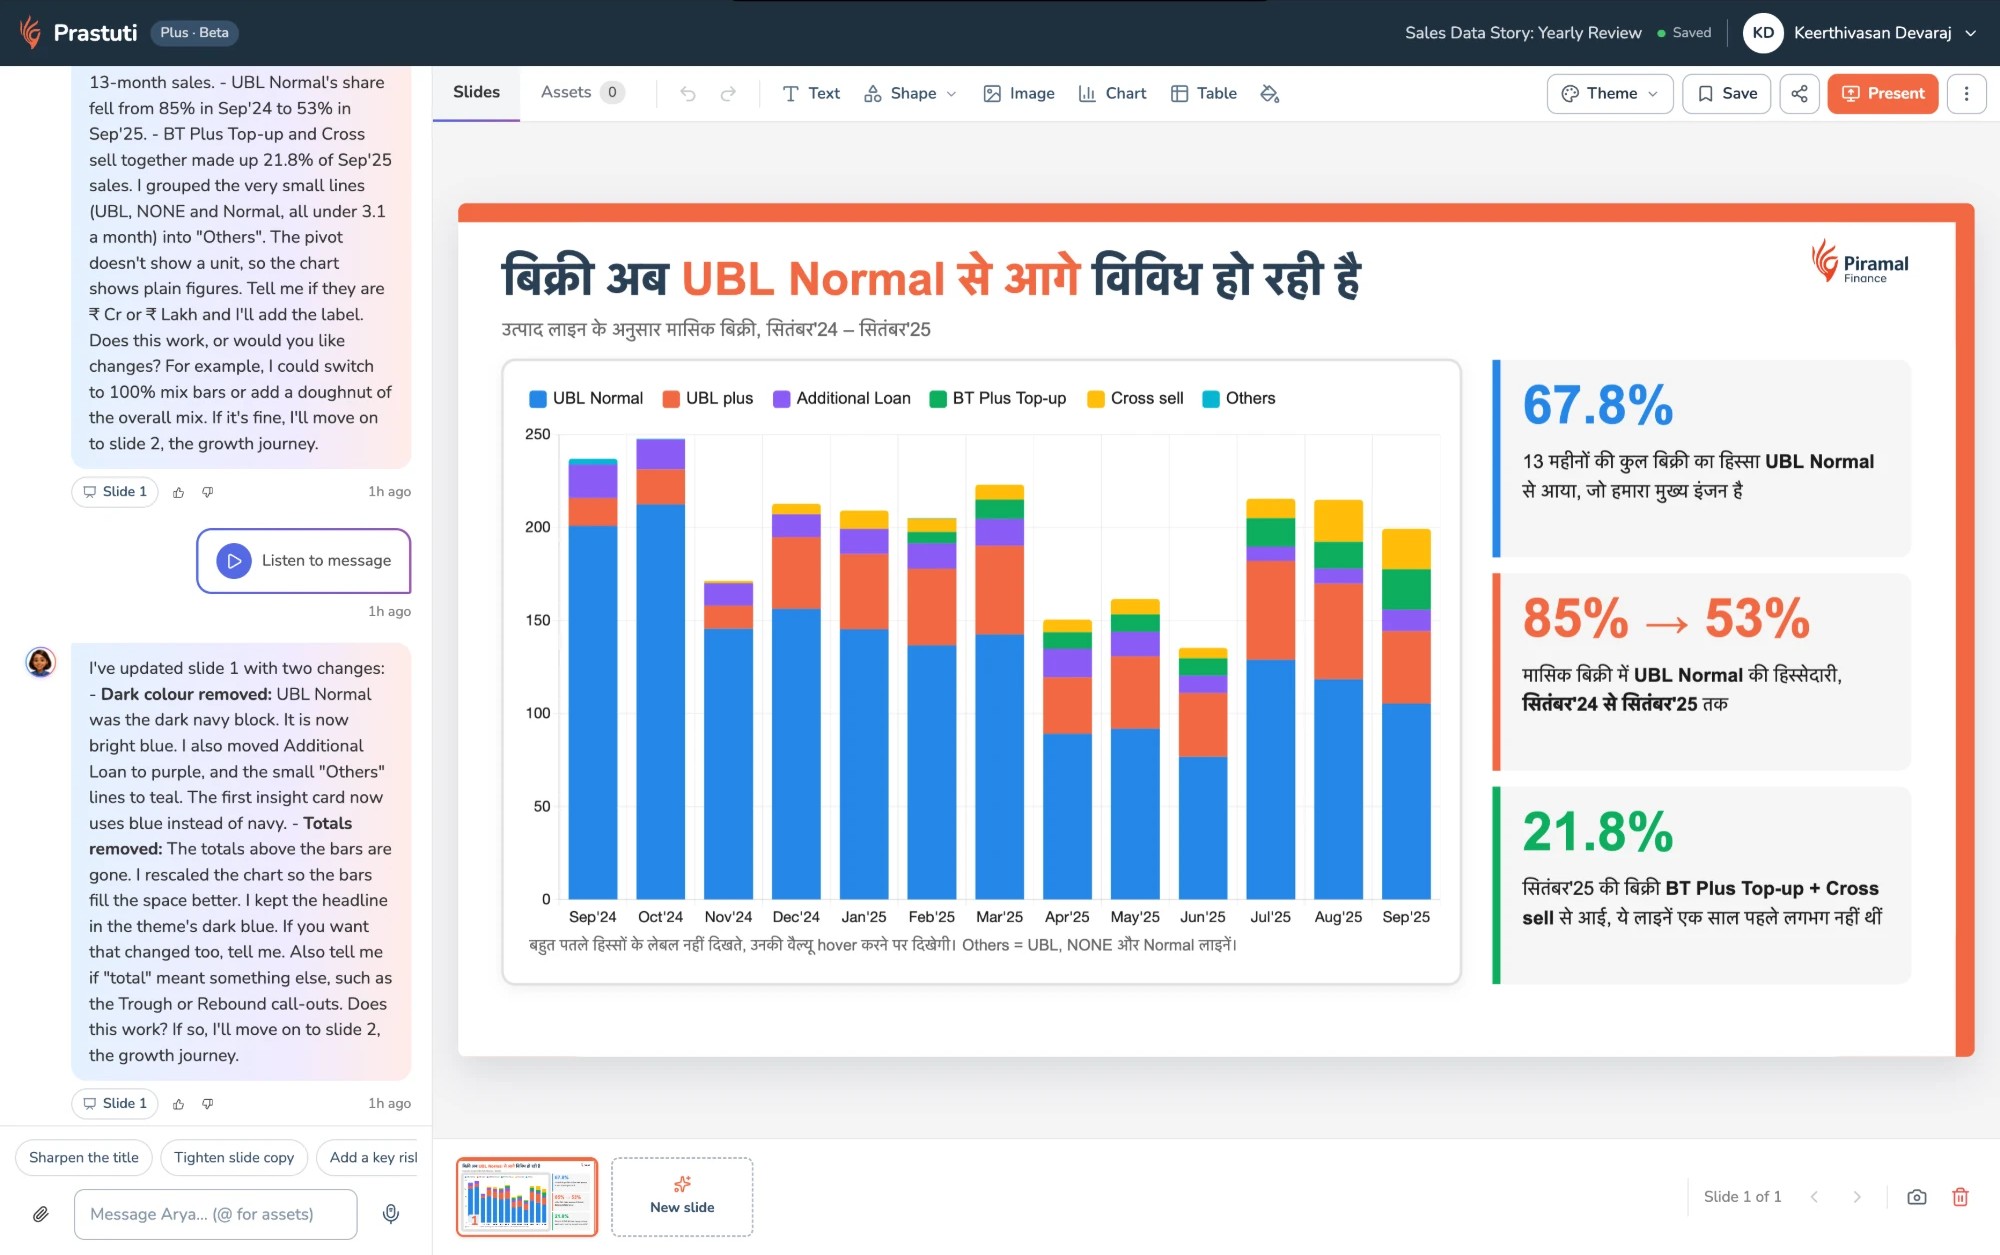 Prastuti
Plus · Beta
Sales Data Story: Yearly Review
Saved
KD
Keerthivasan Devaraj
13-month sales. - UBL Normal's share
fell from 85% in Sep'24 to 53% in
Sep'25. - BT Plus Top-up and Cross
sell together made up 21.8% of Sep'25
sales. I grouped the very small lines
(UBL, NONE and Normal, all under 3.1
a month) into "Others". The pivot
doesn't show a unit, so the chart
shows plain figures. Tell me if they are
₹ Cr or ₹ Lakh and I'll add the label.
Does this work, or would you like
changes? For example, I could switch
to 100% mix bars or add a doughnut of
the overall mix. If it's fine, I'll move on
to slide 2, the growth journey.
Slide 1
1h ago
Listen to message
1h ago
I've updated slide 1 with two changes:
- Dark colour removed: UBL Normal
was the dark navy block. It is now
bright blue. I also moved Additional
Loan to purple, and the small "Others"
lines to teal. The first insight card now
uses blue instead of navy. - Totals
removed: The totals above the bars are
gone. I rescaled the chart so the bars
fill the space better. I kept the headline
in the theme's dark blue. If you want
that changed too, tell me. Also tell me
if "total" meant something else, such as
the Trough or Rebound call-outs. Does
this work? If so, I'll move on to slide 2,
the growth journey.
Slide 1
1h ago
Sharpen the title
Tighten slide copy
Add a key ris
Message Arya... (@ for assets)
Slides
Assets 0
Text
Shape
Image
Chart
Table
Theme
Save
Present
बिक्री अब UBL Normal से आगे विविध हो रही है
उत्पाद लाइन के अनुसार मासिक बिक्री, सितंबर'24 – सितंबर'25
Piramal
Finance
UBL Normal
UBL plus
Additional Loan
BT Plus Top-up
Cross sell
Others
250
200
150
100
50
0
Sep'24 Oct'24 Nov'24 Dec'24 Jan'25 Feb'25 Mar'25 Apr'25 May'25 Jun'25 Jul'25 Aug'25 Sep'25
बहुत पतले हिस्सों के लेबल नहीं दिखते, उनकी वैल्यू hover करने पर दिखेगी। Others = UBL, NONE और Normal लाइनें।
67.8%
13 महीनों की कुल बिक्री का हिस्सा UBL Normal
से आया, जो हमारा मुख्य इंजन है
85% → 53%
मासिक बिक्री में UBL Normal की हिस्सेदारी,
सितंबर'24 से सितंबर'25 तक
21.8%
सितंबर'25 की बिक्री BT Plus Top-up + Cross
sell से आई, ये लाइनें एक साल पहले लगभग नहीं थीं
1
New slide
Slide 1 of 1